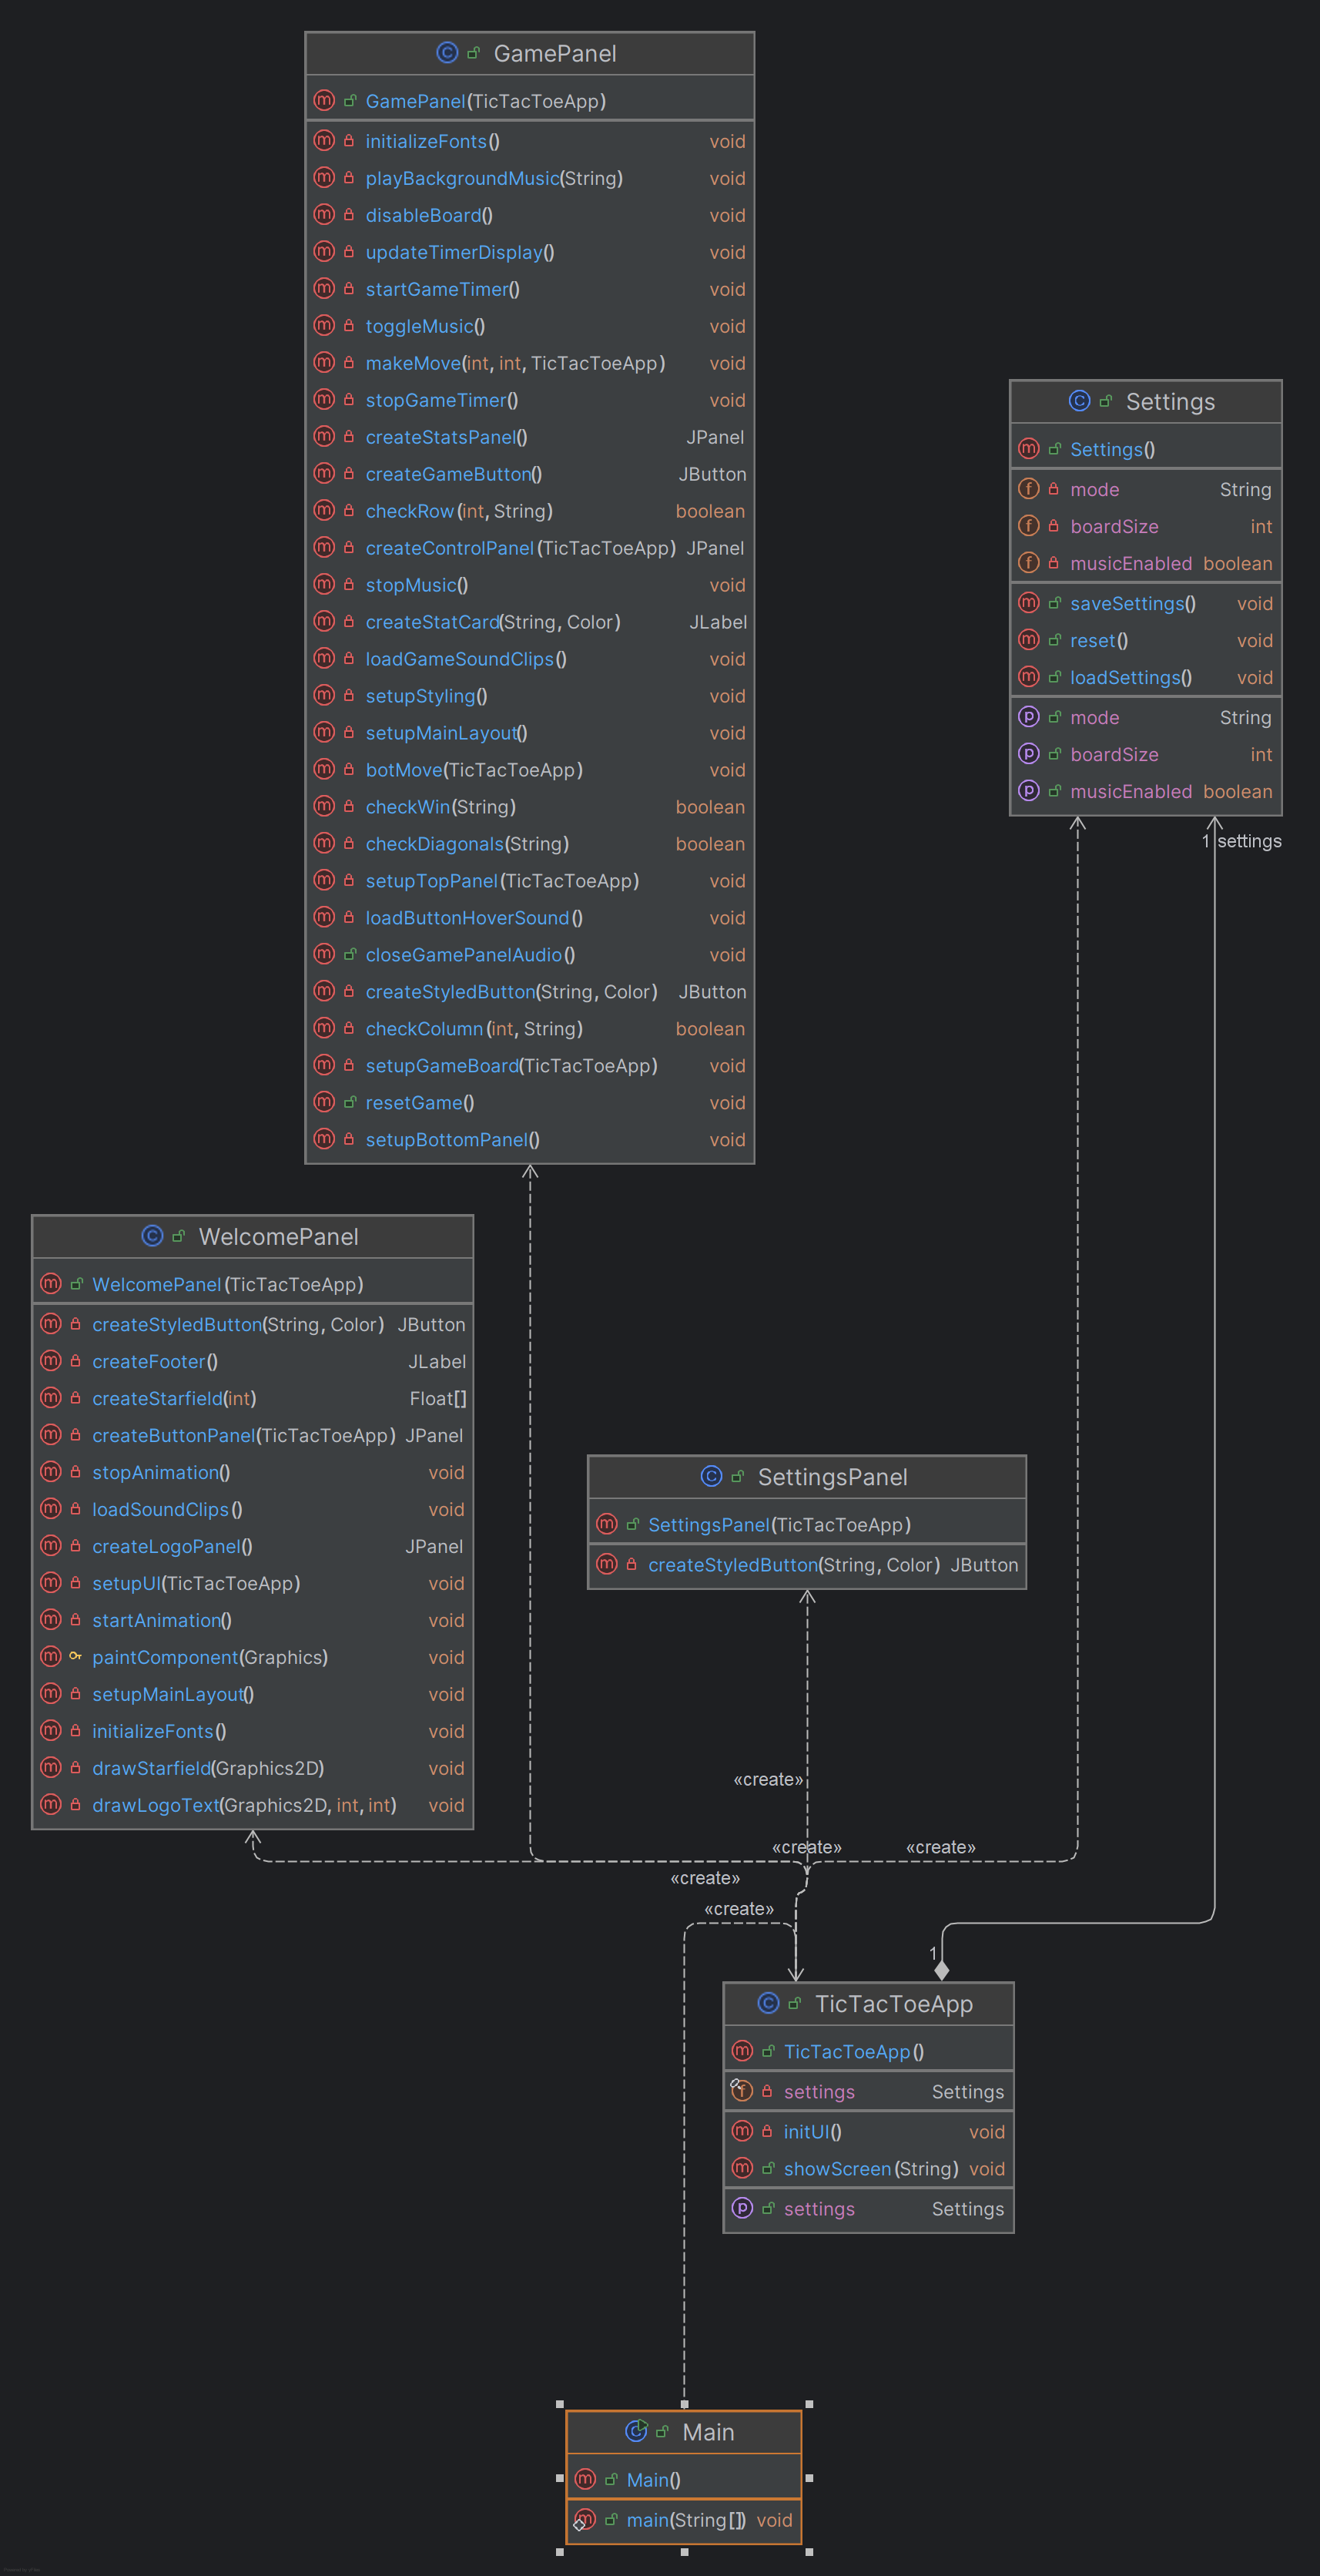 GamePanel
GamePanel(TicTacToeApp)
initializeFonts() void
playBackgroundMusic(String) void
disableBoard() void
updateTimerDisplay() void
startGameTimer() void
toggleMusic() void
makeMove(int, int, TicTacToeApp) void
stopGameTimer() void
createStatsPanel() JPanel
createGameButton() JButton
checkRow(int, String) boolean
createControlPanel(TicTacToeApp) JPanel
stopMusic() void
createStatCard(String, Color) JLabel
loadGameSoundClips() void
setupStyling() void
setupMainLayout() void
botMove(TicTacToeApp) void
checkWin(String) boolean
checkDiagonals(String) boolean
setupTopPanel(TicTacToeApp) void
loadButtonHoverSound() void
closeGamePanelAudio() void
createStyledButton(String, Color) JButton
checkColumn(int, String) boolean
setupGameBoard(TicTacToeApp) void
resetGame() void
setupBottomPanel() void
Settings
Settings()
mode String
boardSize int
musicEnabled boolean
saveSettings() void
reset() void
loadSettings() void
mode String
boardSize int
musicEnabled boolean
1 settings
WelcomePanel
WelcomePanel(TicTacToeApp)
createStyledButton(String, Color) JButton
createFooter() JLabel
createStarfield(int) Float[]
createButtonPanel(TicTacToeApp) JPanel
stopAnimation() void
loadSoundClips() void
createLogoPanel() JPanel
setupUI(TicTacToeApp) void
startAnimation() void
paintComponent(Graphics) void
setupMainLayout() void
initializeFonts() void
drawStarfield(Graphics2D) void
drawLogoText(Graphics2D, int, int) void
SettingsPanel
SettingsPanel(TicTacToeApp)
createStyledButton(String, Color) JButton
«create»
«create» «create»
«create»
«create»
1
TicTacToeApp
TicTacToeApp()
settings Settings
initUI() void
showScreen(String) void
settings Settings
Main
Main()
main(String[]) void